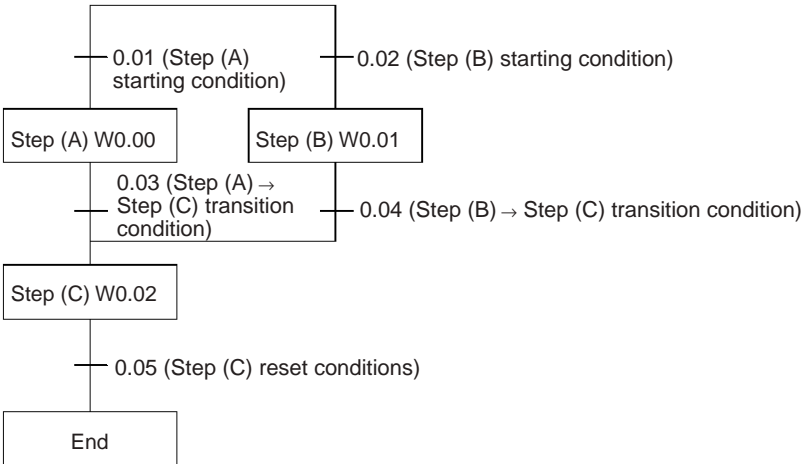 0.01 (Step (A)
starting condition)
0.02 (Step (B) starting condition)
Step (A) W0.00
Step (B) W0.01
0.03 (Step (A) →
Step (C) transition
condition)
0.04 (Step (B) → Step (C) transition condition)
Step (C) W0.02
0.05 (Step (C) reset conditions)
End